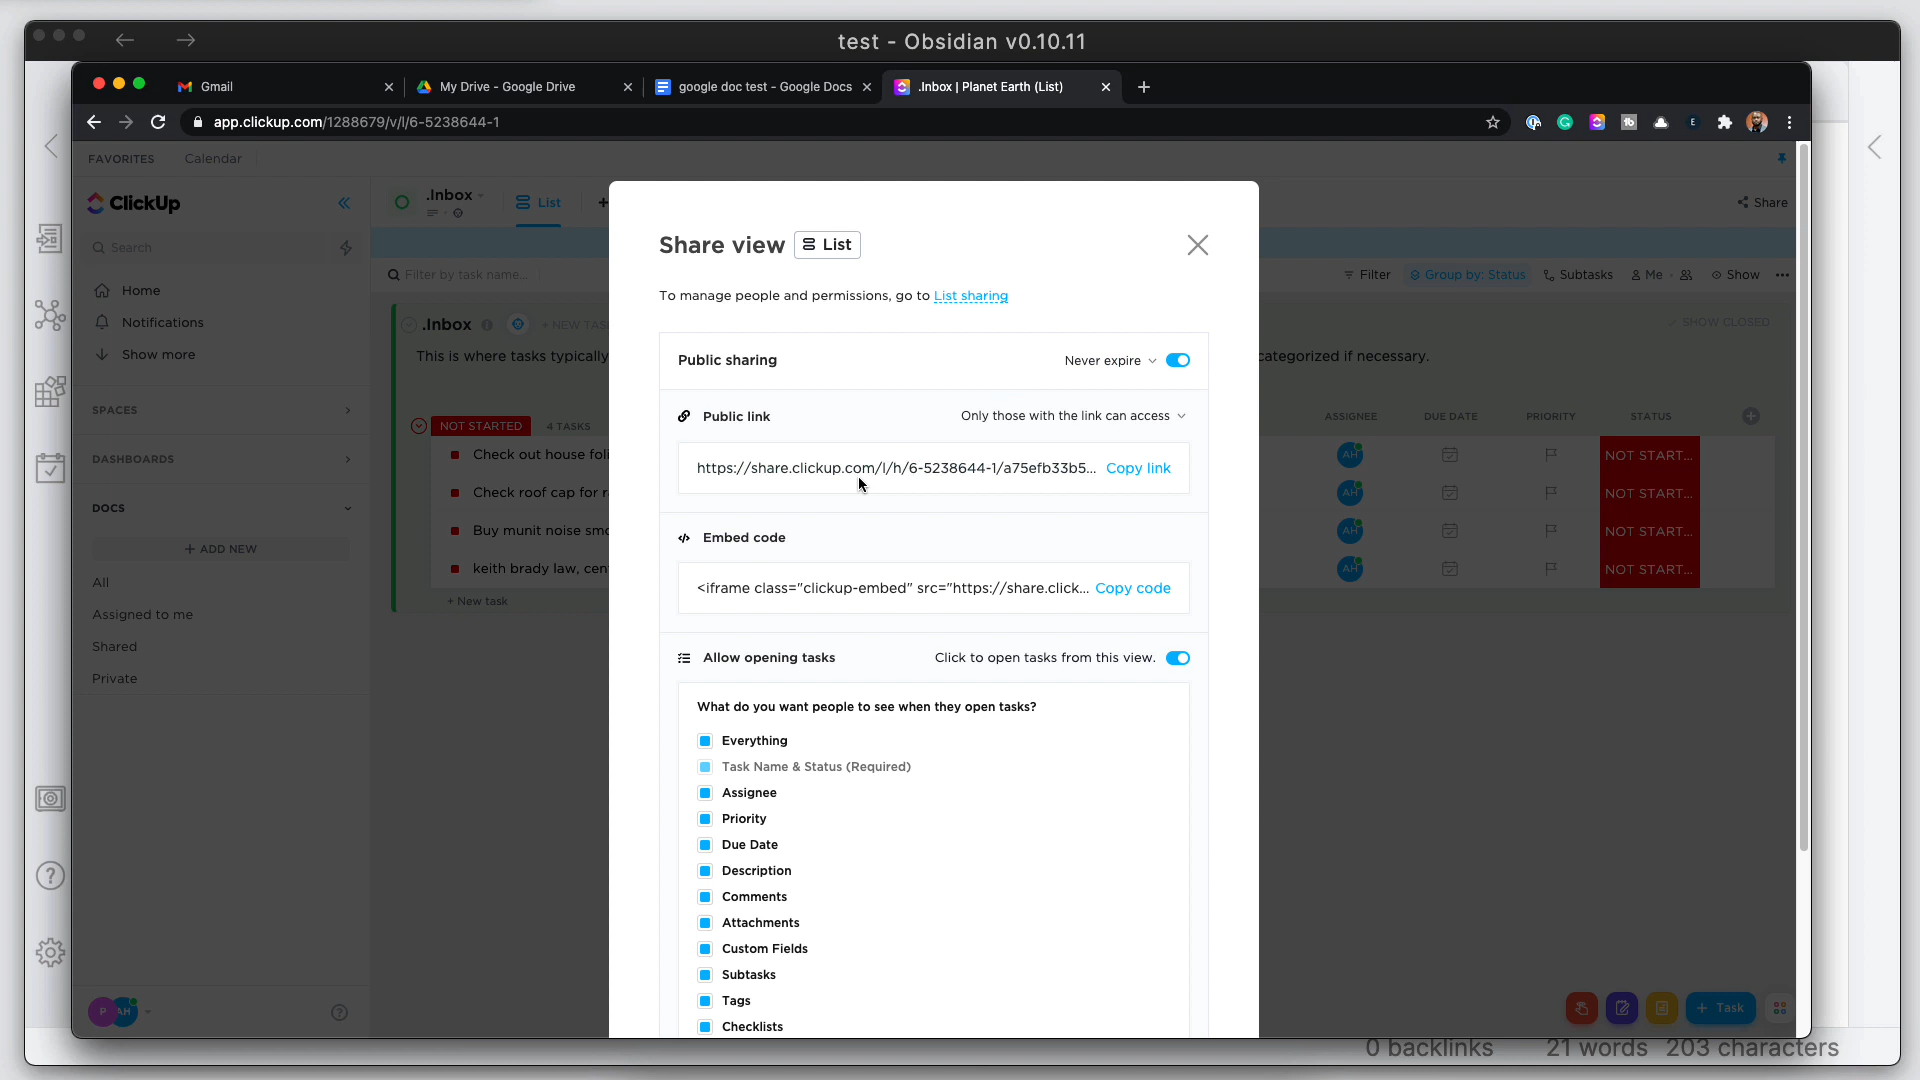 test - Obsidian v0.10.11
Gmail
My Drive - Google Drive
google doc test - Google Docs
.Inbox | Planet Earth (List)
app.clickup.com/1288679/v/l/6-5238644-1
FAVORITES
Calendar
ClickUp
.Inbox
List
Share
Search
Share view
List
Filter by task name...
Filter
Group by: Status
Subtasks
Me
Show
Home
To manage people and permissions, go to List sharing
.Inbox
+ NEW TAS
SHOW CLOSED
Notifications
Show more
This is where tasks typically
categorized if necessary.
Public sharing
Never expire
SPACES
NOT STARTED
4 TASKS
Public link
Only those with the link can access
ASSIGNEE
DUE DATE
PRIORITY
STATUS
DASHBOARDS
Check out house foli
https://share.clickup.com/l/h/6-5238644-1/a75efb33b5...
Copy link
AH
NOT START...
Check roof cap for r
AH
NOT START...
DOCS
Buy munit noise smo
Embed code
AH
NOT START...
+ ADD NEW
keith brady law, cen
<iframe class="clickup-embed" src="https://share.click...
Copy code
AH
NOT START...
All
+ New task
Assigned to me
Shared
Private
Allow opening tasks
Click to open tasks from this view.
What do you want people to see when they open tasks?
Everything
Task Name & Status (Required)
Assignee
Priority
Due Date
Description
Comments
Attachments
Custom Fields
Subtasks
Tags
Checklists
P
AH
+ Task
0 backlinks
21 words
203 characters